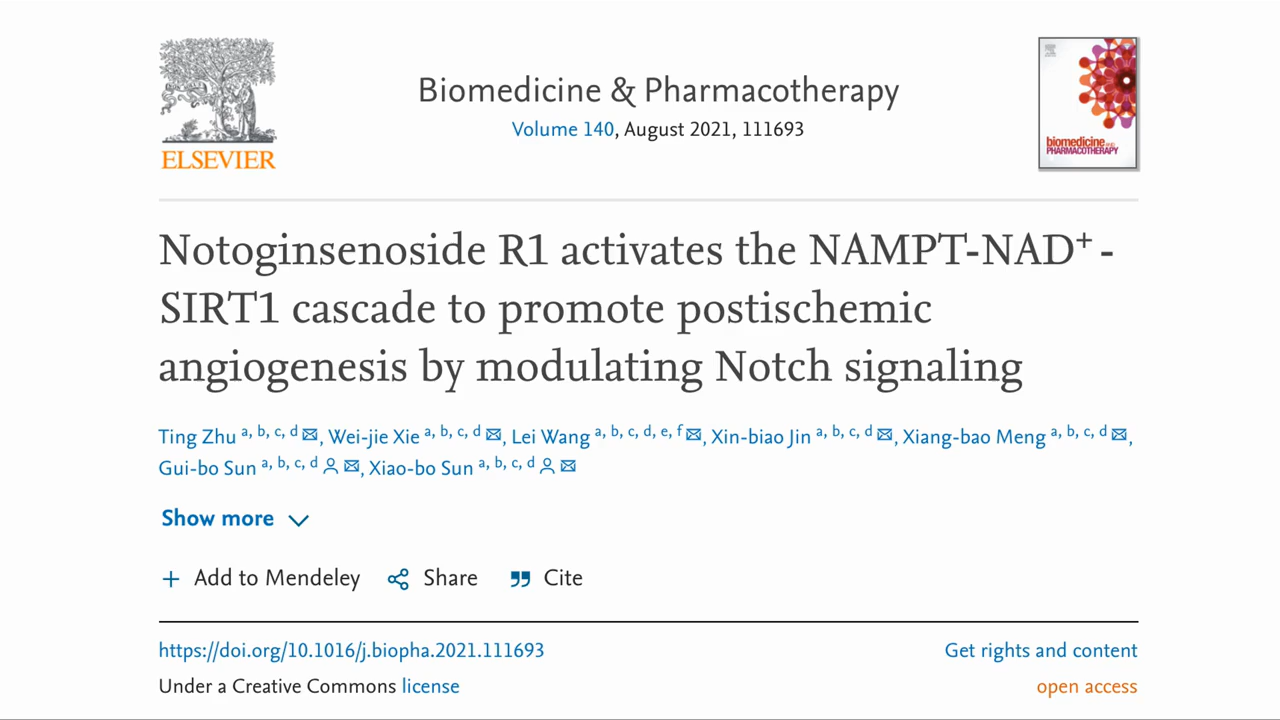 ELSEVIER
Biomedicine & Pharmacotherapy
Volume 140, August 2021, 111693
biomedicine AND
PHARMACOTHERAPY
Notoginsenoside R1 activates the NAMPT-NAD⁺-
SIRT1 cascade to promote postischemic
angiogenesis by modulating Notch signaling
Ting Zhu a, b, c, d, Wei-jie Xie a, b, c, d, Lei Wang a, b, c, d, e, f, Xin-biao Jin a, b, c, d, Xiang-bao Meng a, b, c, d,
Gui-bo Sun a, b, c, d, Xiao-bo Sun a, b, c, d
Show more
+ Add to Mendeley Share Cite
https://doi.org/10.1016/j.biopha.2021.111693 Get rights and content
Under a Creative Commons license open access